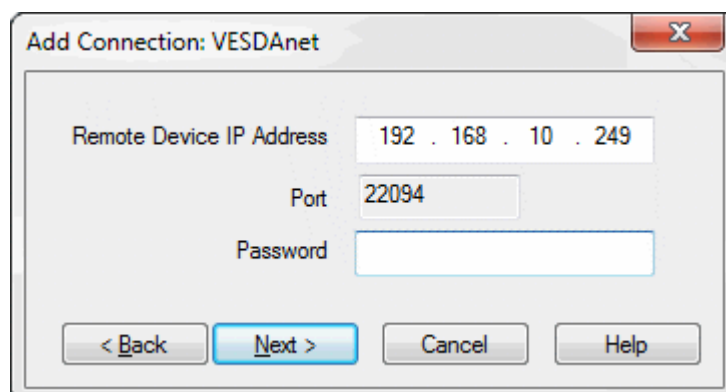 Add Connection: VESDAnet
Remote Device IP Address 192 . 168 . 10 . 249
Port 22094
Password
< Back Next > Cancel Help